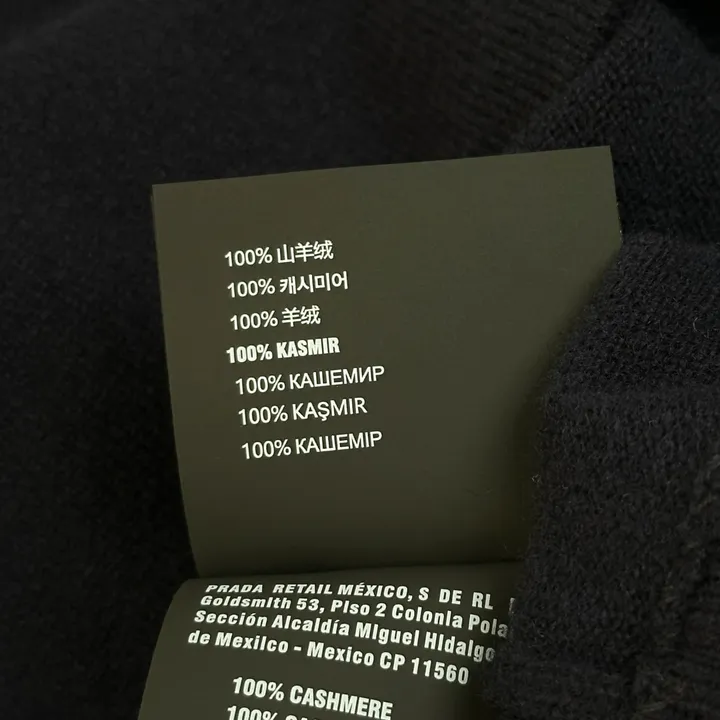 100% 山羊绒
100% 캐시미어
100% 羊绒
100% KASMIR
100% КАШЕМИР
100% KAŞMIR
100% КАШЕМІР
PRADA RETAIL MÉXICO, S DE RL
Goldsmith 53, Piso 2 Colonia
Sección Alcaldía Miguel Hidalgo
de Mexilco - Mexico CP 11560
100% CASHMERE
100%